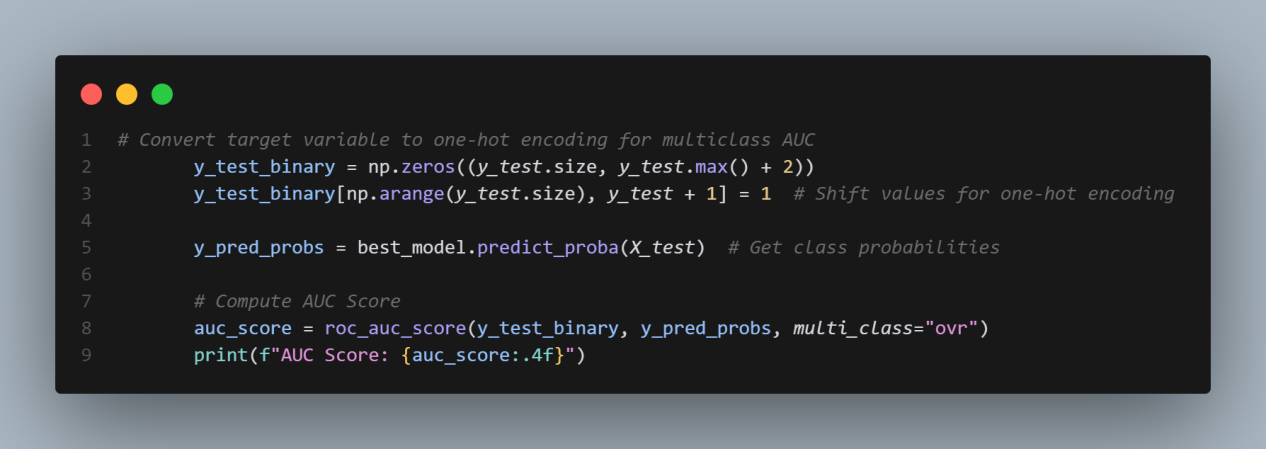 1 # Convert target variable to one-hot encoding for multiclass AUC
2 y_test_binary = np.zeros((y_test.size, y_test.max() + 2))
3 y_test_binary[np.arange(y_test.size), y_test + 1] = 1  # Shift values for one-hot encoding
4
5 y_pred_probs = best_model.predict_proba(X_test)  # Get class probabilities
6
7 # Compute AUC Score
8 auc_score = roc_auc_score(y_test_binary, y_pred_probs, multi_class="ovr")
9 print(f"AUC Score: {auc_score:.4f}")